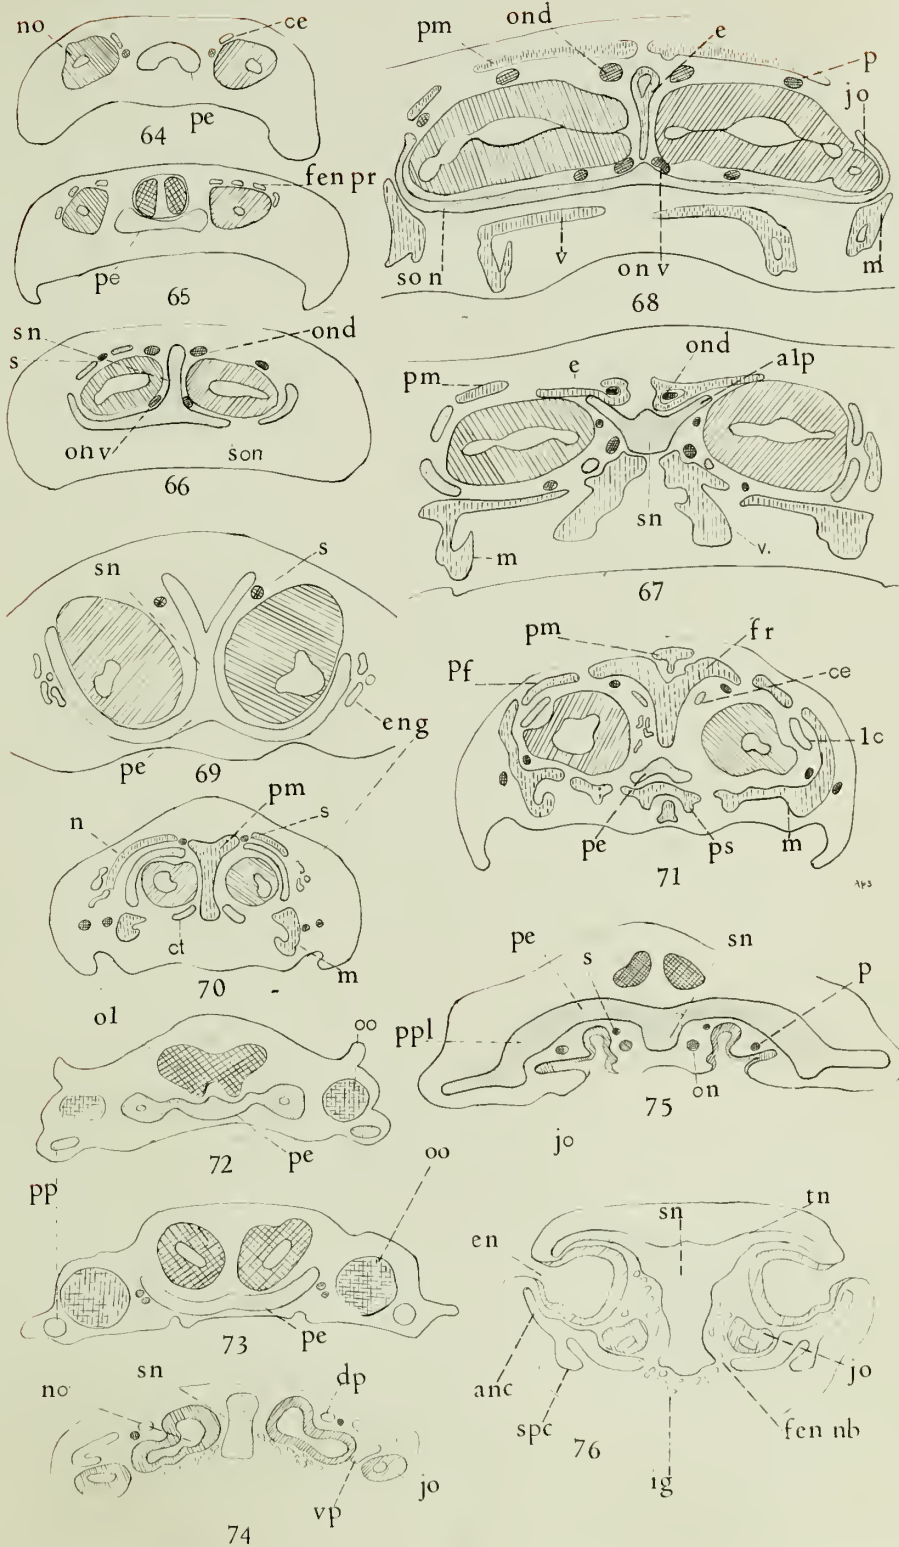 no ce
64
pe
fen pr
pe
65
sn ond
s
onv son
66
pm ond e p
jo
son v onv m
68
pm e ond alp
sn
m v.
67
sn s
eng
pe
69
pm fr
pf ce
lc
pe ps m
71
n pm s
ct m
70
ol oo
pe
72
pp
oo
pe
73
pe sn
s p
ppl
on
75
jo
sn
no dp
vp jo
74
sn tn
en
anc jo
spc fen nb
76
ig